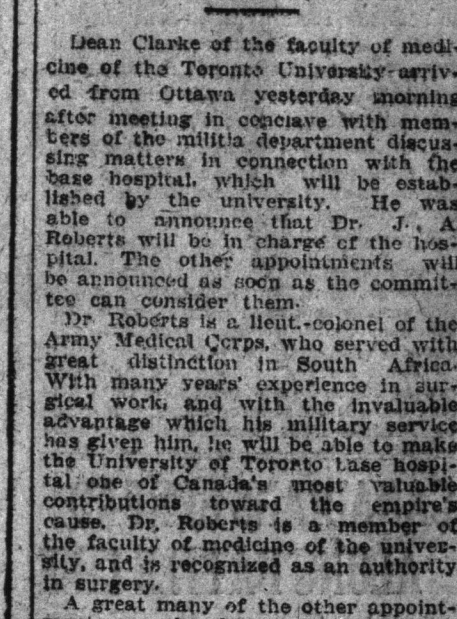 Dean Clarke of the faculty of medi-
cine of the Toronto University arriv-
ed from Ottawa yesterday morning
after meeting in conclave with mem-
bers of the militia department discus-
sing matters in connection with the
base hospital, which will be estab-
lished by the university. He was
able to announce that Dr. J. A
Roberts will be in charge of the hos-
pital. The other appointments will
be announced as soon as the commit-
tee can consider them.
Dr. Roberts is a lieut.-colonel of the
Army Medical Corps, who served with
great distinction in South Africa.
With many years' experience in sur-
gical work, and with the invaluable
advantage which his military service
has given him, he will be able to make
the University of Toronto base hospi-
tal one of Canada's most valuable
contributions toward the empire's
cause. Dr. Roberts is a member of
the faculty of medicine of the univer-
sity, and is recognized as an authority
in surgery.
A great many of the other appoint-